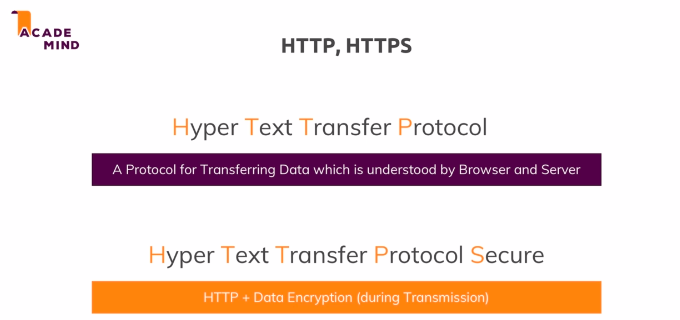 ACADE
MIND
HTTP, HTTPS
Hyper Text Transfer Protocol
A Protocol for Transferring Data which is understood by Browser and Server
Hyper Text Transfer Protocol Secure
HTTP + Data Encryption (during Transmission)